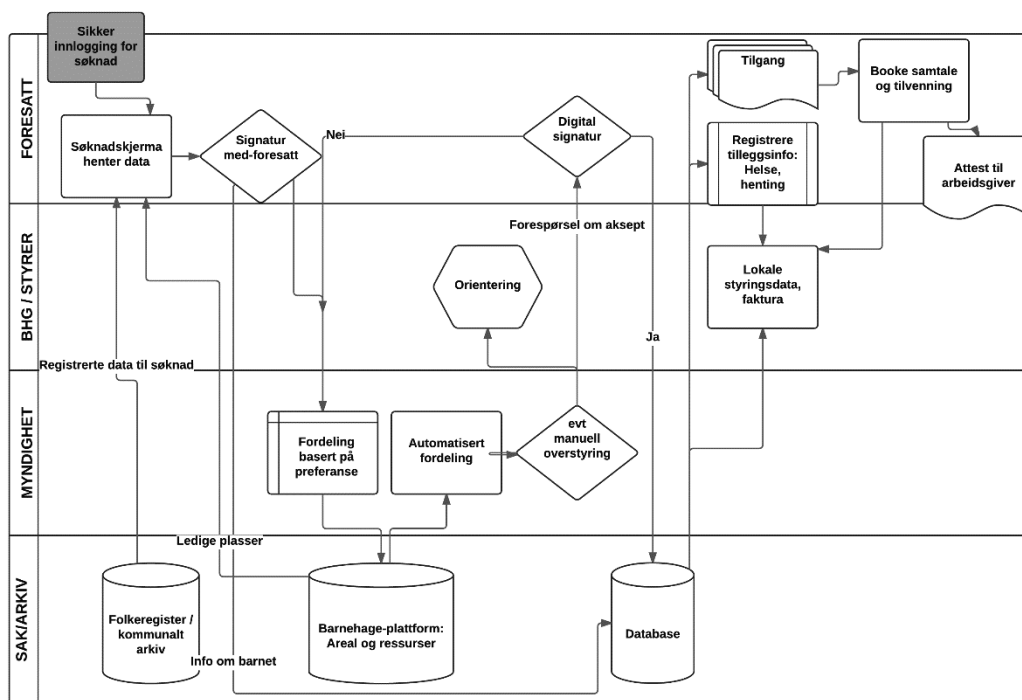 Sikker
innlogging for
søknad
FORESATT
Søknadskjerma
henter data
Signatur
med-foresatt
Nei
Digital
signatur
Tilgang
Booke samtale
og tilvenning
Registrere
tilleggsinfo:
Helse,
henting
Attest til
arbeidsgiver
BHG / STYRER
Forespørsel om aksept
Orientering
Lokale
styringsdata,
faktura
Ja
Registrerte data til søknad
MYNDIGHET
Fordeling
basert på
preferanse
Automatisert
fordeling
evt
manuell
overstyring
SAK/ARKIV
Ledige plasser
Folkeregister /
kommunalt
arkiv
Barnehage-plattform:
Areal og ressurser
Database
Info om barnet